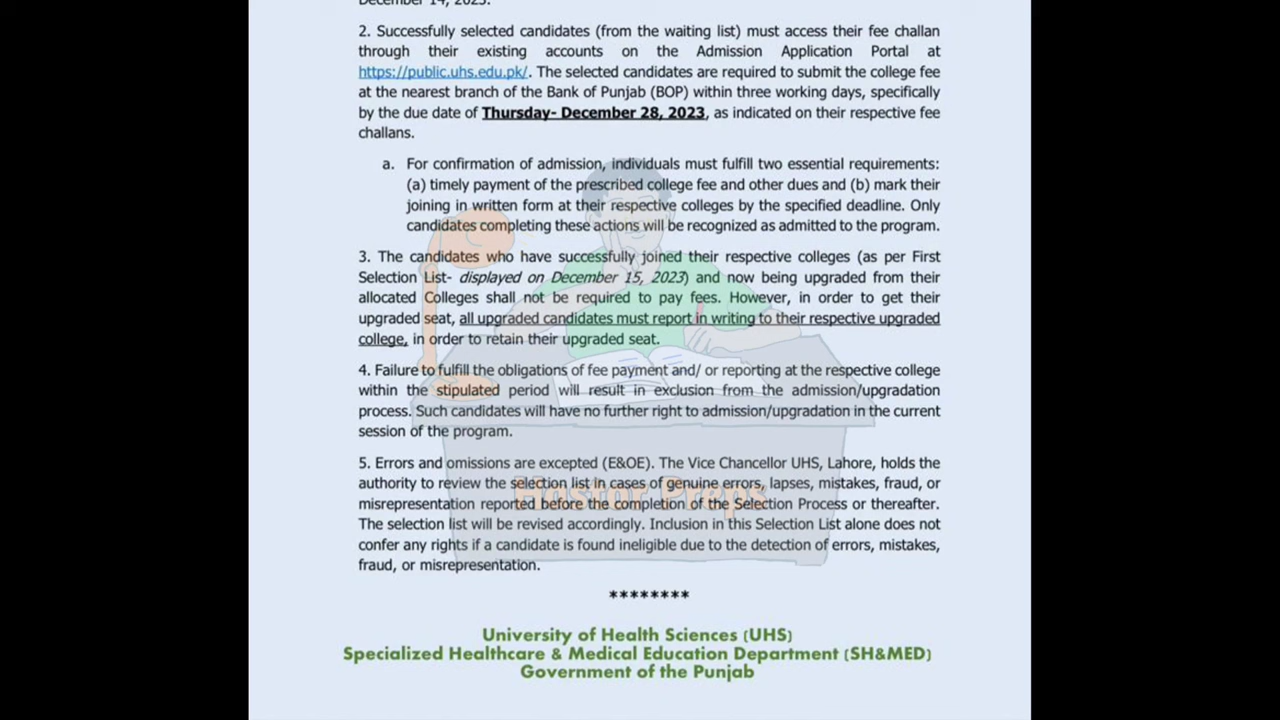 December 14, 2023.
2. Successfully selected candidates (from the waiting list) must access their fee challan
through their existing accounts on the Admission Application Portal at
https://public.uhs.edu.pk/. The selected candidates are required to submit the college fee
at the nearest branch of the Bank of Punjab (BOP) within three working days, specifically
by the due date of Thursday- December 28, 2023, as indicated on their respective fee
challans.
a. For confirmation of admission, individuals must fulfill two essential requirements:
(a) timely payment of the prescribed college fee and other dues and (b) mark their
joining in written form at their respective colleges by the specified deadline. Only
candidates completing these actions will be recognized as admitted to the program.
3. The candidates who have successfully joined their respective colleges (as per First
Selection List- displayed on December 15, 2023) and now being upgraded from their
allocated Colleges shall not be required to pay fees. However, in order to get their
upgraded seat, all upgraded candidates must report in writing to their respective upgraded
college, in order to retain their upgraded seat.
4. Failure to fulfill the obligations of fee payment and/ or reporting at the respective college
within the stipulated period will result in exclusion from the admission/upgradation
process. Such candidates will have no further right to admission/upgradation in the current
session of the program.
5. Errors and omissions are excepted (E&OE). The Vice Chancellor UHS, Lahore, holds the
authority to review the selection list in cases of genuine errors, lapses, mistakes, fraud, or
misrepresentation reported before the completion of the Selection Process or thereafter.
The selection list will be revised accordingly. Inclusion in this Selection List alone does not
confer any rights if a candidate is found ineligible due to the detection of errors, mistakes,
fraud, or misrepresentation.
Hastor Preps
********
University of Health Sciences (UHS)
Specialized Healthcare & Medical Education Department (SH&MED)
Government of the Punjab